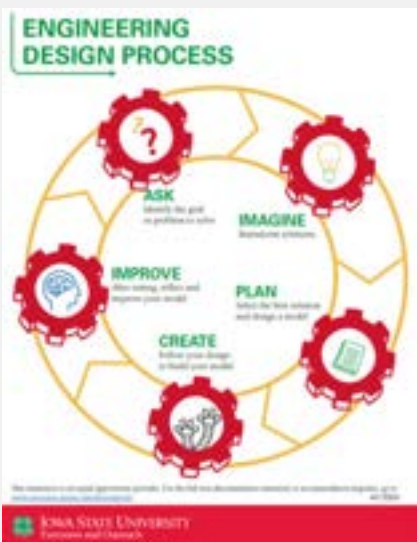 ENGINEERING
DESIGN PROCESS
??
ASK
Identify the goal
or problem to solve
IMAGINE
Brainstorm solutions
IMPROVE
After testing, reflect and
improve your model
PLAN
Select the best solution
and design a model
CREATE
Follow your design
to build your model
IOWA STATE UNIVERSITY
Extension and Outreach